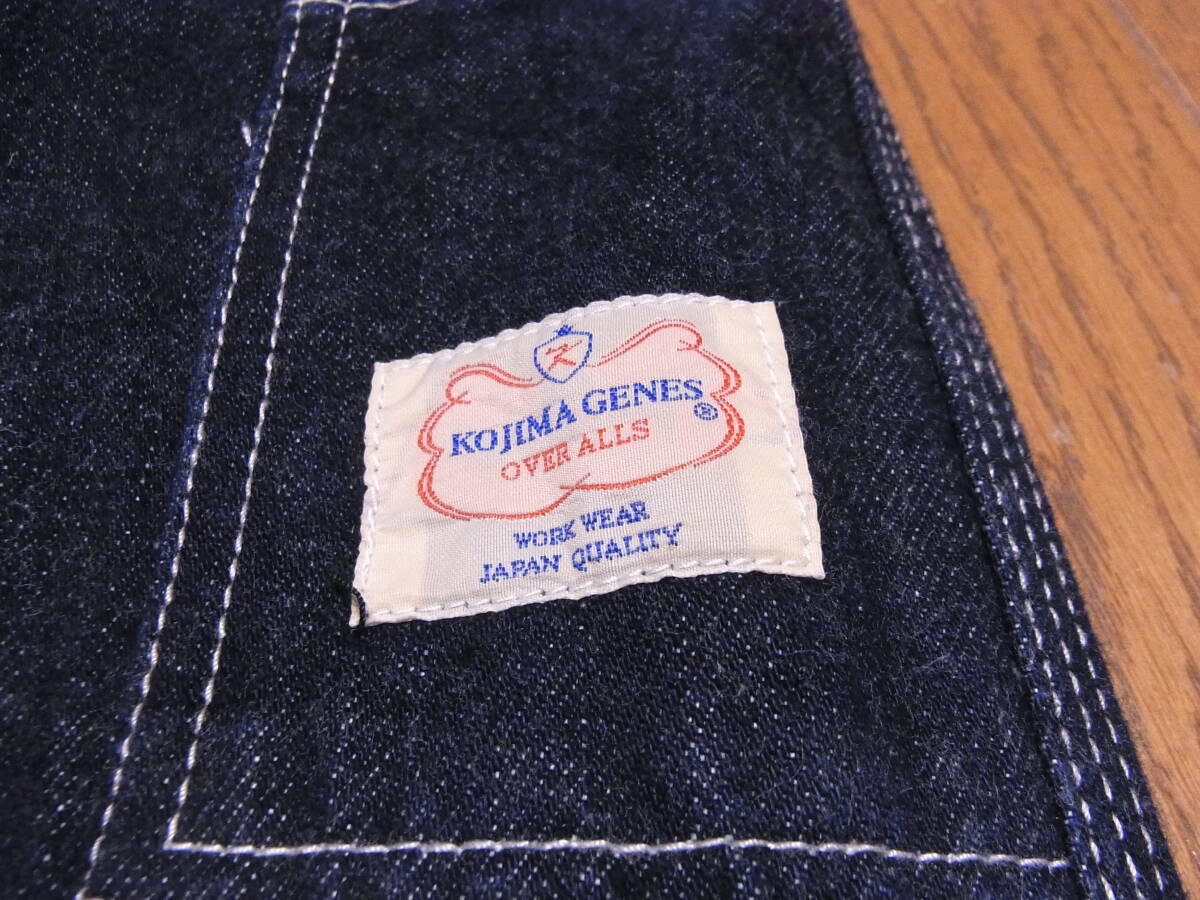 K
KOJIMA GENES®
OVER ALLS
WORK WEAR
JAPAN QUALITY